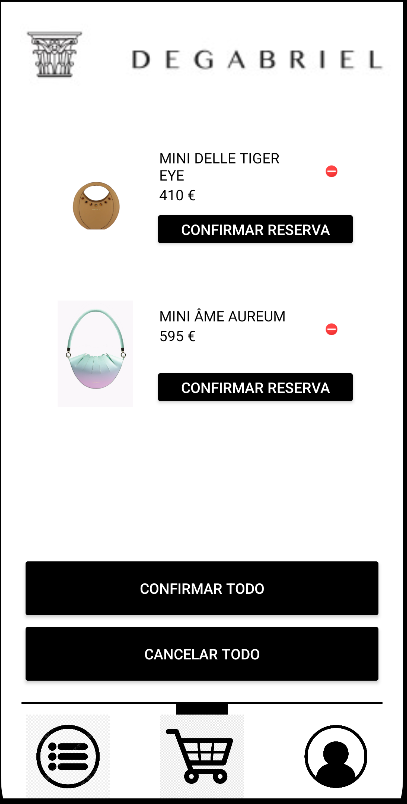 DEGABRIEL
MINI DELLE TIGER
EYE
410 €
CONFIRMAR RESERVA
MINI ÂME AUREUM
595 €
CONFIRMAR RESERVA
CONFIRMAR TODO
CANCELAR TODO